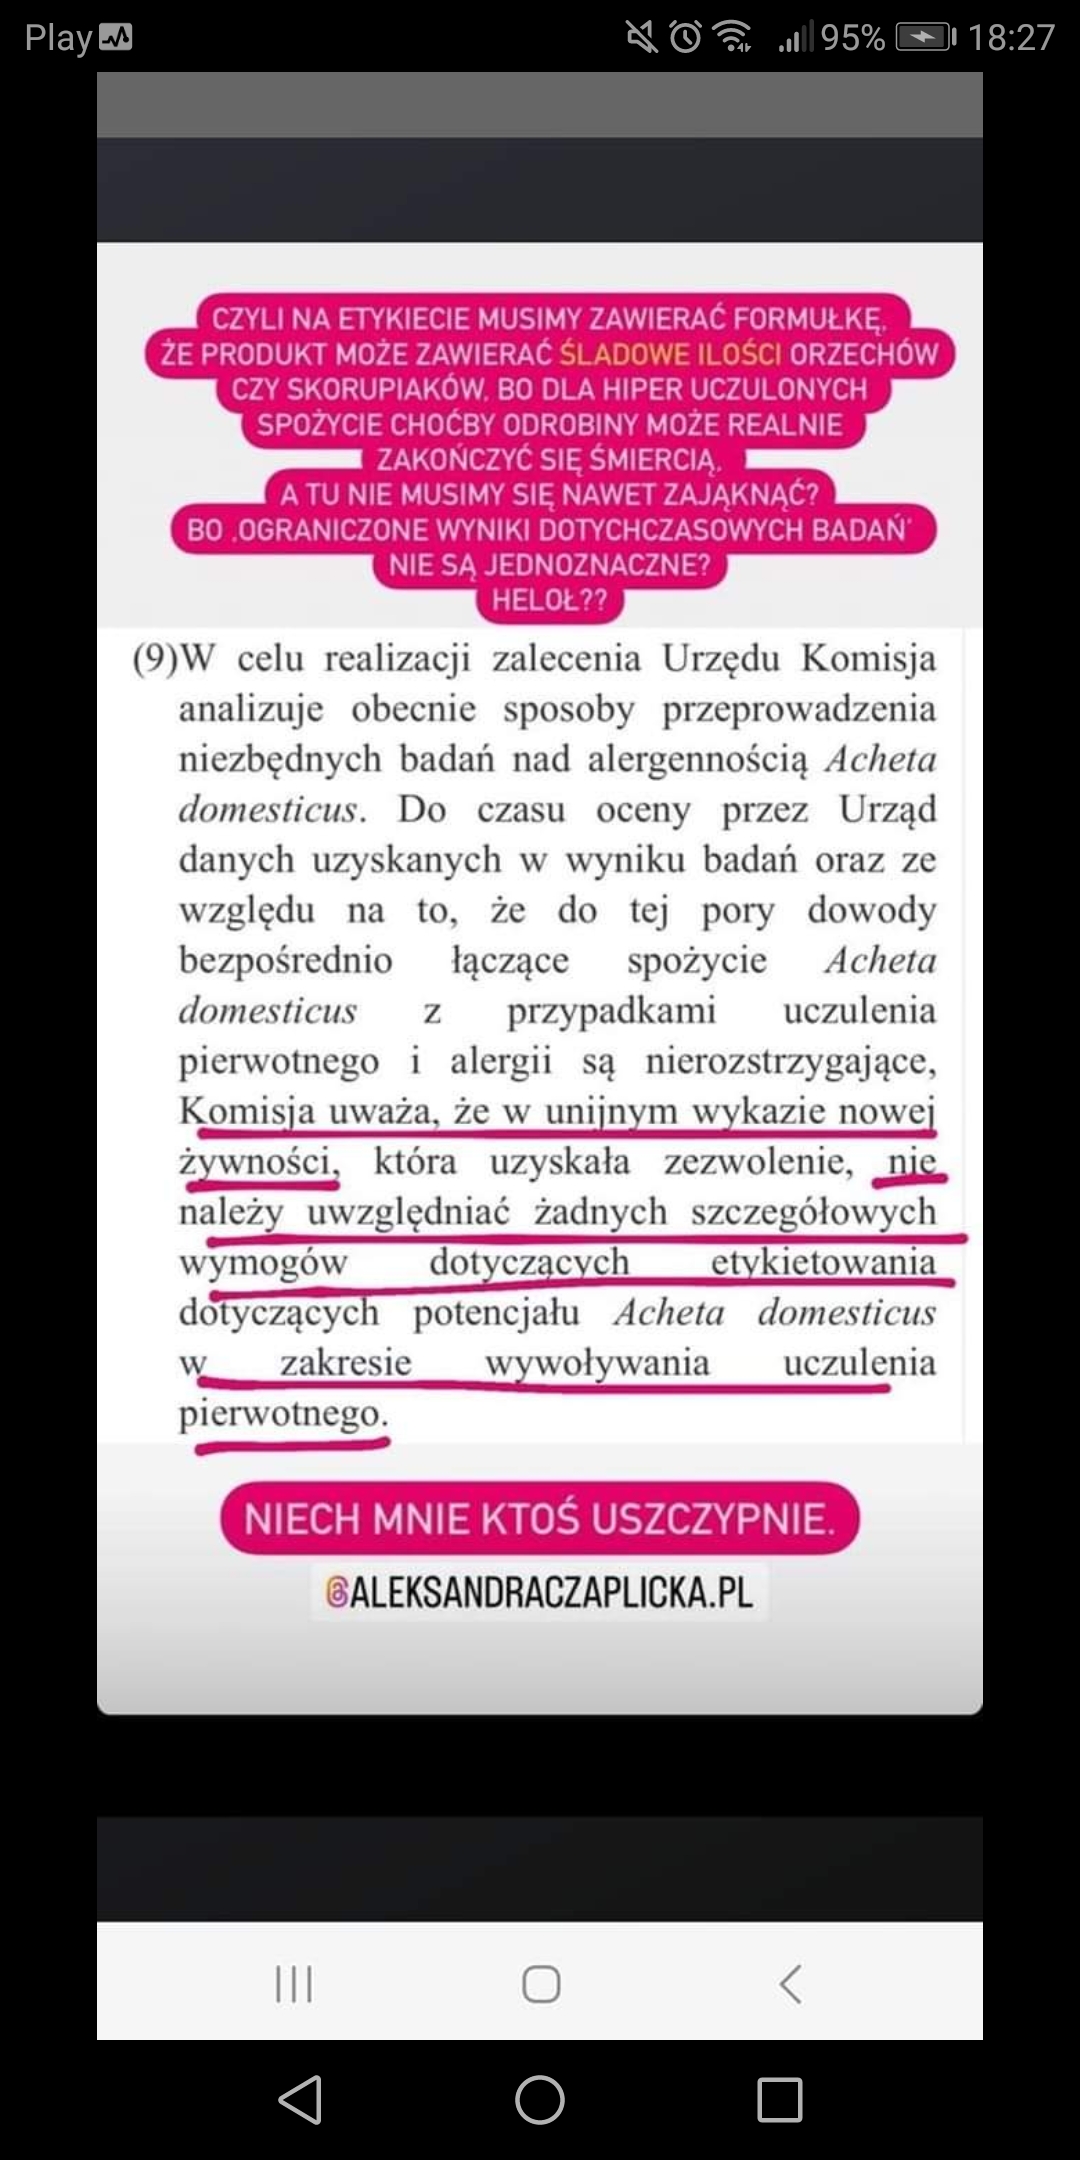 Play 95% 18:27
CZYLI NA ETYKIECIE MUSIMY ZAWIERAĆ FORMUŁKĘ,
ŻE PRODUKT MOŻE ZAWIERAĆ ŚLADOWE ILOŚCI ORZECHÓW
CZY SKORUPIAKÓW, BO DLA HIPER UCZULONYCH
SPOŻYCIE CHOĆBY ODROBINY MOŻE REALNIE
ZAKOŃCZYĆ SIĘ ŚMIERCIĄ,
A TU NIE MUSIMY SIĘ NAWET ZAJĄKNĄĆ?
BO ,OGRANICZONE WYNIKI DOTYCHCZASOWYCH BADAŃ'
NIE SĄ JEDNOZNACZNE?
HELOŁ??
(9)W celu realizacji zalecenia Urzędu Komisja
analizuje obecnie sposoby przeprowadzenia
niezbędnych badań nad alergennością Acheta
domesticus. Do czasu oceny przez Urząd
danych uzyskanych w wyniku badań oraz ze
względu na to, że do tej pory dowody
bezpośrednio łączące spożycie Acheta
domesticus z przypadkami uczulenia
pierwotnego i alergii są nierozstrzygające,
Komisja uważa, że w unijnym wykazie nowej
żywności, która uzyskała zezwolenie, nie
należy uwzględniać żadnych szczegółowych
wymogów dotyczących etykietowania
dotyczących potencjału Acheta domesticus
w zakresie wywoływania uczulenia
pierwotnego.
NIECH MNIE KTOŚ USZCZYPNIE.
@ALEKSANDRACZAPLICKA.PL